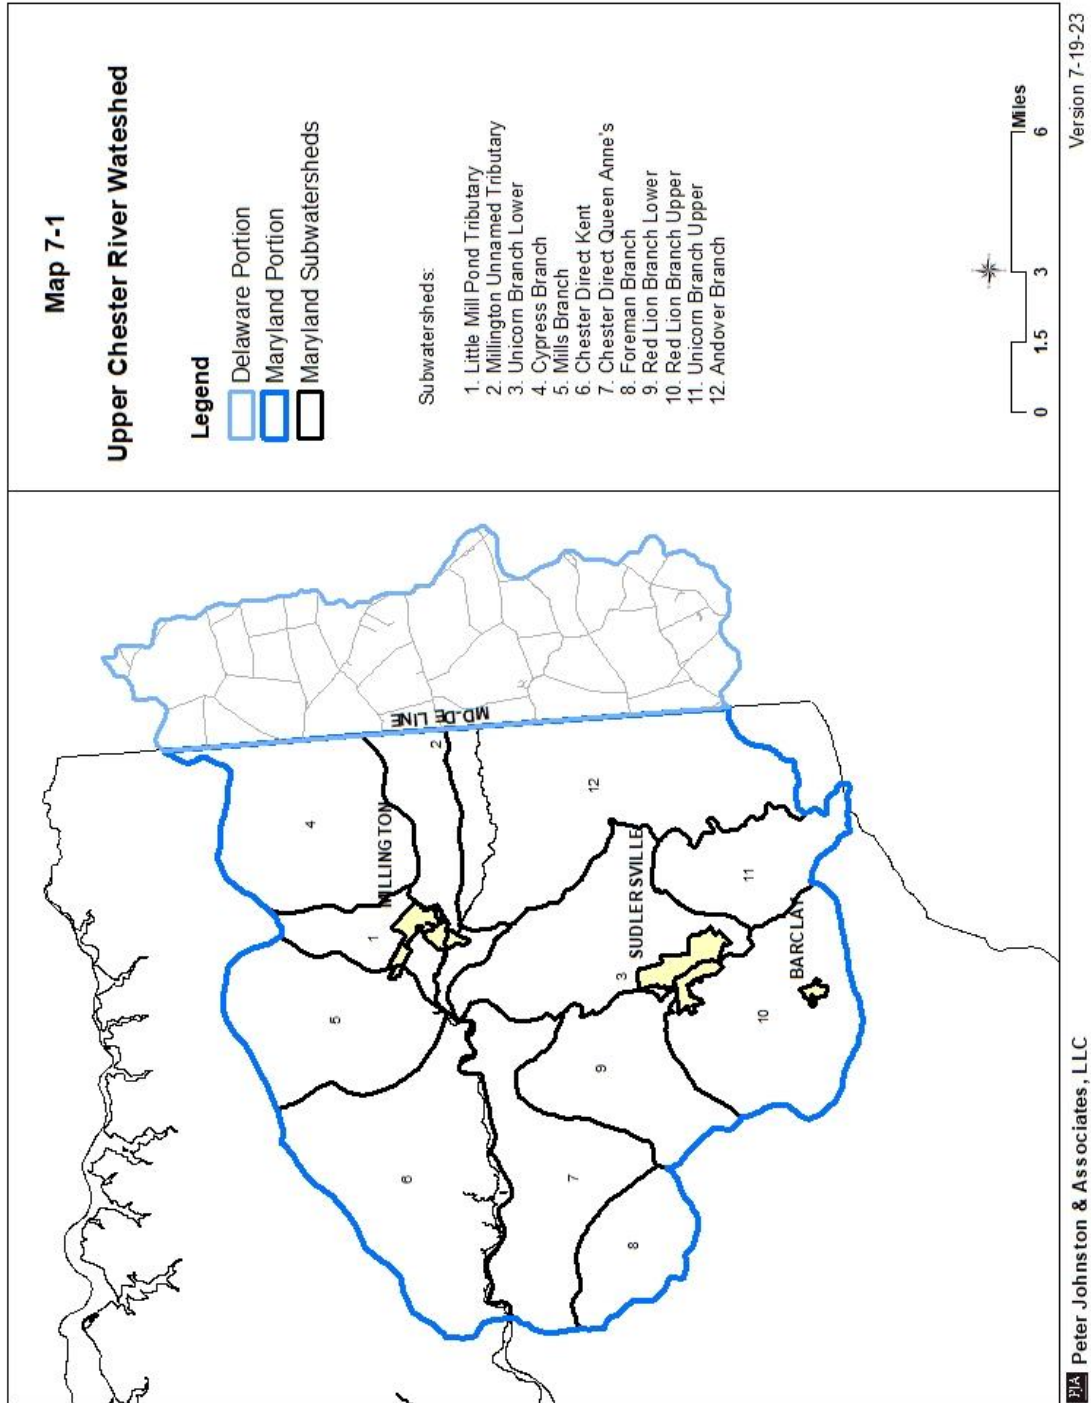 Map 7-1
Upper Chester River Wateshed
Legend
Delaware Portion
Maryland Portion
Maryland Subwatersheds
Subwatersheds:
1. Little Mill Pond Tributary
2. Millington Unnamed Tributary
3. Unicorn Branch Lower
4. Cypress Branch
5. Mills Branch
6. Chester Direct Kent
7. Chester Direct Queen Anne's
8. Foreman Branch
9. Red Lion Branch Lower
10. Red Lion Branch Upper
11. Unicorn Branch Upper
12. Andover Branch
Miles
0 1.5 3 6
4
MILLINGTON
1
5
2
MD-DE LINE
6
12
7
9
3
SUDLERSVILLE
8
11
10
BARCLAY
PJA Peter Johnston & Associates, LLC
Version 7-19-23